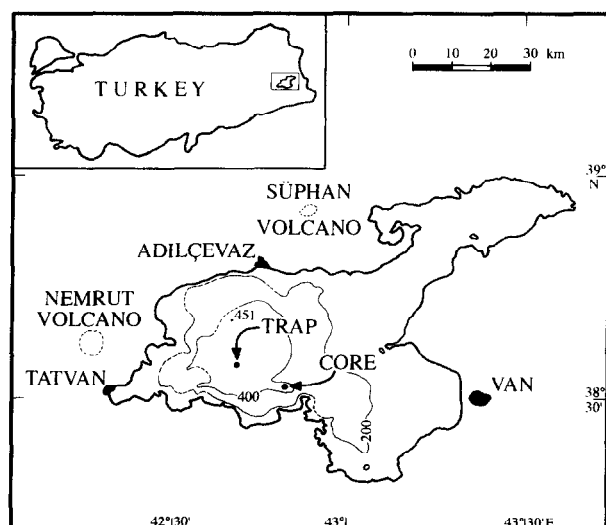 TURKEY
0 10 20 30 km
39°
N
SÜPHAN
VOLCANO
ADILÇEVAZ
NEMRUT
VOLCANO
.451
TRAP
CORE
TATVAN
400
200
VAN
38°
30'
42°30'
43°
43°30'E